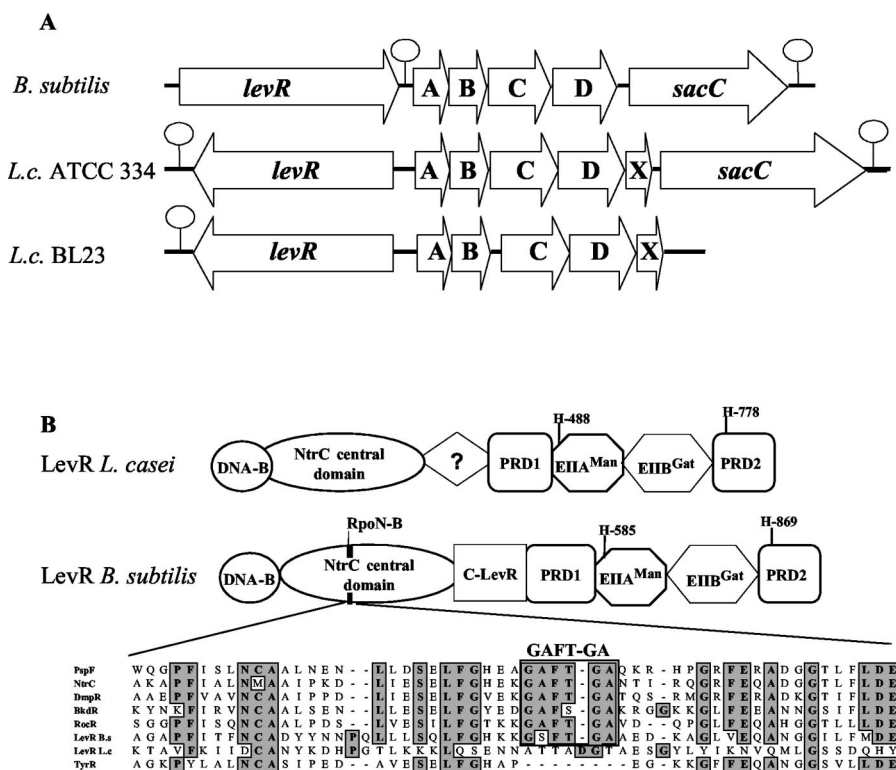 A
B. subtilis levR A B C D sacC
L.c. ATCC 334 levR A B C D X sacC
L.c. BL23 levR A B C D X
B
H-488 H-778
LevR L. casei DNA-B NtrC central domain ? PRD1 EIIA^Man EIIB^Gat PRD2
RpoN-B H-585 H-869
LevR B. subtilis DNA-B NtrC central domain C-LevR PRD1 EIIA^Man EIIB^Gat PRD2
GAFT-GA
PspF W Q G P F I S L N C A A L N E N - - L L D S E L F G H E A G A F T - G A Q K R - H P G R F E R A D G G T L F L D E
NtrC A K A P F I A L N M A A I P K D - - L I E S E L F G H E K G A F T - G A N T I - R Q G R F E Q A D G G T L F L D E
DmpR A A E P F V A V N C A A I P P D - - L I E S E L F G Y E D G A F T - G A T Q S - R M G R F E R A D K G T I F L D E
BkdR K Y N K F I R V N C S A L N E N - - L L E S E L F G H V K G A F S - G A K R G G K K G L F E E A N H G S L F L D E
RocR S G G P F I S Q N C A A L P D S - - L V E S I L F G T K K G A F T - G A V D - - Q P G L F E E A H G G T L L L D E
LevR B.s A G S P F I T F N C A D Y Y N N P Q L L L S Q L F G H K K G S F T - G A D E - - K A G L V E Q A N G G I L F M D E
LevR L.c K T A V F K I I D C A N Y K D H P G T L K K K L Q S E N N A T T A D G T A E S G Y L Y I K N V Q M L G S S D Q H Y
TyrR A G K P Y L A L N C A S I P E D - - A V E S E L F G H A P - - - - - - - - E G K K G F F E Q A N G G S V L L D E